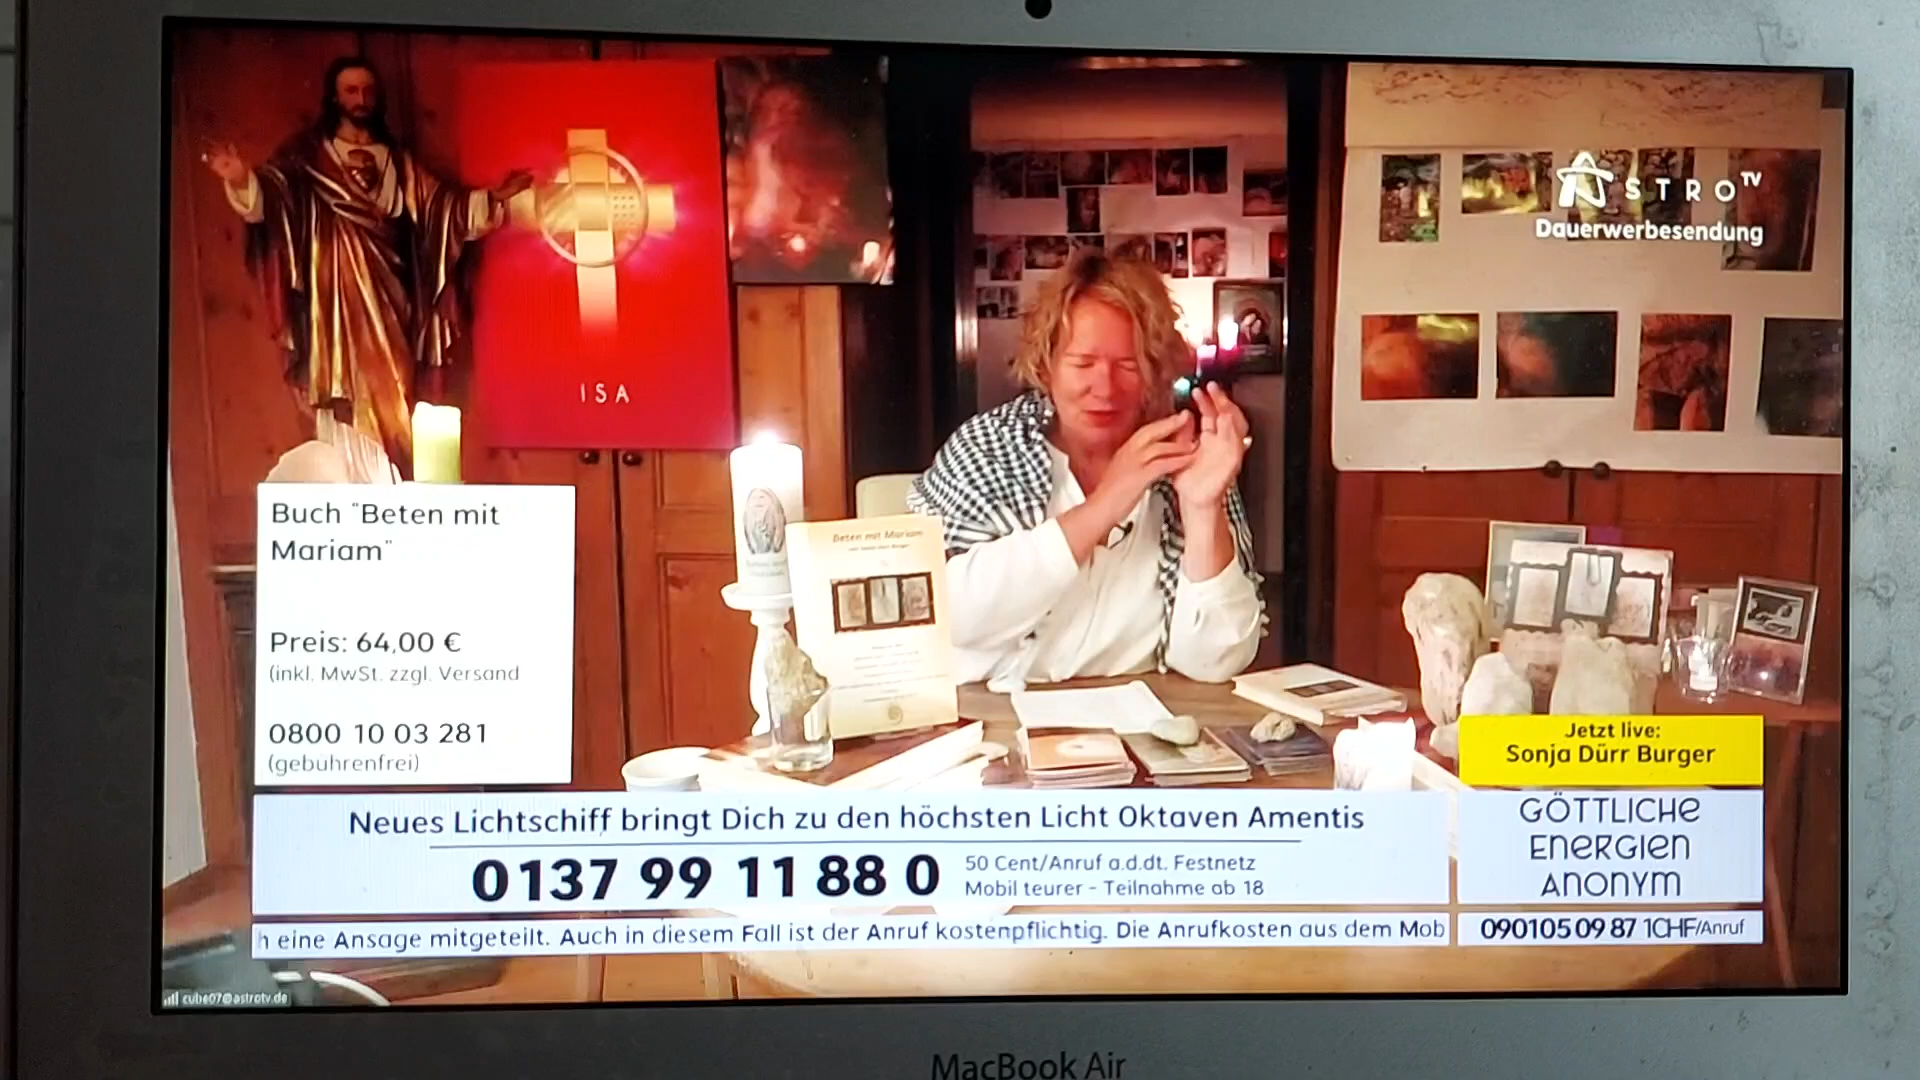 ASTRO TV
Dauerwerbesendung
ISA
Buch "Beten mit
Mariam"
Preis: 64,00 €
(inkl. MwSt. zzgl. Versand
0800 10 03 281
(gebührenfrei)
Beten mit Mariam
Jetzt live:
Sonja Dürr Burger
Neues Lichtschiff bringt Dich zu den höchsten Licht Oktaven Amentis
0137 99 11 88 0
50 Cent/Anruf a.d.dt. Festnetz
Mobil teurer - Teilnahme ab 18
GÖTTLICHE
ENERGIEN
ANONYM
h eine Ansage mitgeteilt. Auch in diesem Fall ist der Anruf kostenpflichtig. Die Anrufkosten aus dem Mob
090105 09 87 1CHF/Anruf
cube07@astrotv.de
MacBook Air